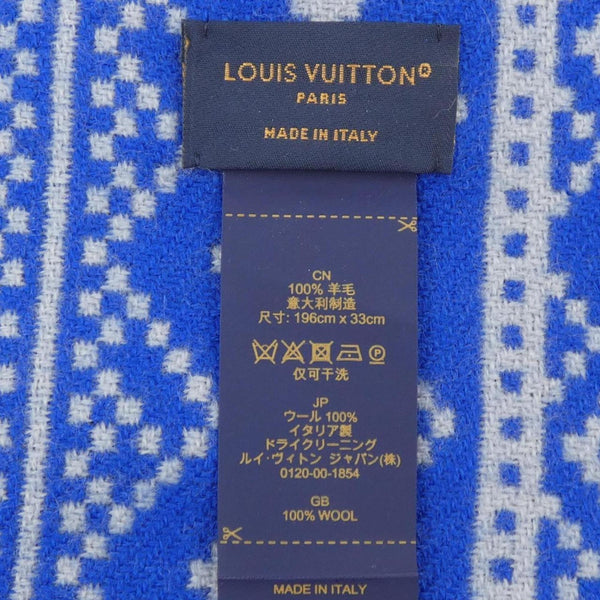 LOUIS VUITTON®
PARIS
MADE IN ITALY
CN
100% 羊毛
意大利制造
尺寸: 196cm x 33cm
P
仅可干洗
JP
ウール 100%
イタリア製
ドライクリーニング
ルイ・ヴィトン ジャパン(株)
0120-00-1854
GB
100% WOOL
MADE IN ITALY